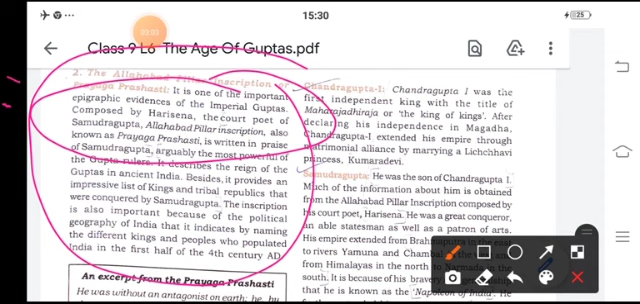 15:30
25
03:03
Class 9 L6 The Age Of Guptas.pdf
2. The Allahabad Pillar Inscription or
Prayaga Prashasti: It is one of the important
epigraphic evidences of the Imperial Guptas.
Composed by Harisena, the court poet of
Samudragupta, Allahabad Pillar inscription, also
known as Prayaga Prashasti, is written in praise
of Samudragupta, arguably the most powerful of
the Gupta rulers. It describes the reign of the
Guptas in ancient India. Besides, it provides an
impressive list of Kings and tribal republics that
were conquered by Samudragupta. The inscription
is also important because of the political
geography of India that it indicates by naming
the different kings and peoples who populated
India in the first half of the 4th century AD.
An excerpt from the Prayaga Prashasti
He was without an antagonist on earth; he, by
Chandragupta-I: Chandragupta I was the
first independent king with the title of
Maharajadhiraja or 'the king of kings'. After
declaring his independence in Magadha,
Chandragupta-I extended his empire through
matrimonial alliance by marrying a Lichchhavi
princess, Kumaradevi.
Samudragupta: He was the son of Chandragupta I.
Much of the information about him is obtained
from the Allahabad Pillar Inscription composed by
his court poet, Harisena. He was a great conqueror,
an able statesman as well as a patron of arts.
His empire extended from Brahmaputra in the east
to rivers Yamuna and Chambal
from Himalayas in the north to Narmada in the
south. It is because of his bravery
that he is known as the 'Napoleon of India'. He